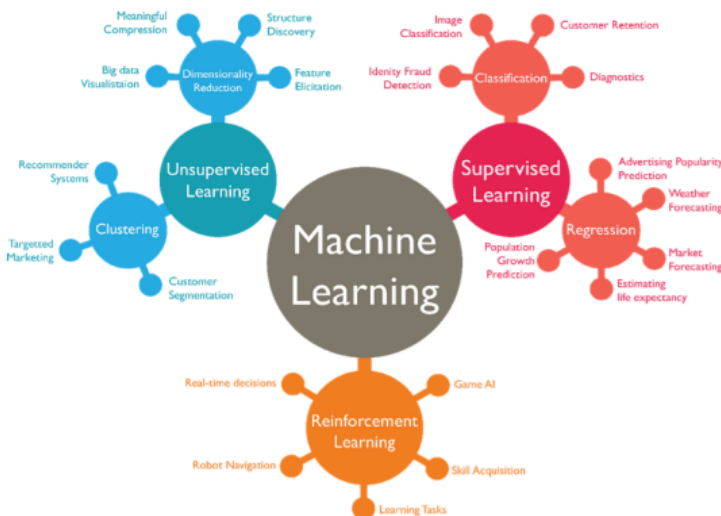 Meaningful
Compression
Structure
Discovery
Big data
Visualistaion
Dimensionality
Reduction
Feature
Elicitation
Image
Classification
Customer Retention
Idenity Fraud
Detection
Classification
Diagnostics
Unsupervised
Learning
Supervised
Learning
Recommender
Systems
Clustering
Targetted
Marketing
Customer
Segmentation
Advertising Popularity
Prediction
Weather
Forecasting
Regression
Population
Growth
Prediction
Market
Forecasting
Estimating
life expectancy
Machine
Learning
Real-time decisions
Game AI
Reinforcement
Learning
Robot Navigation
Skill Acquisition
Learning Tasks